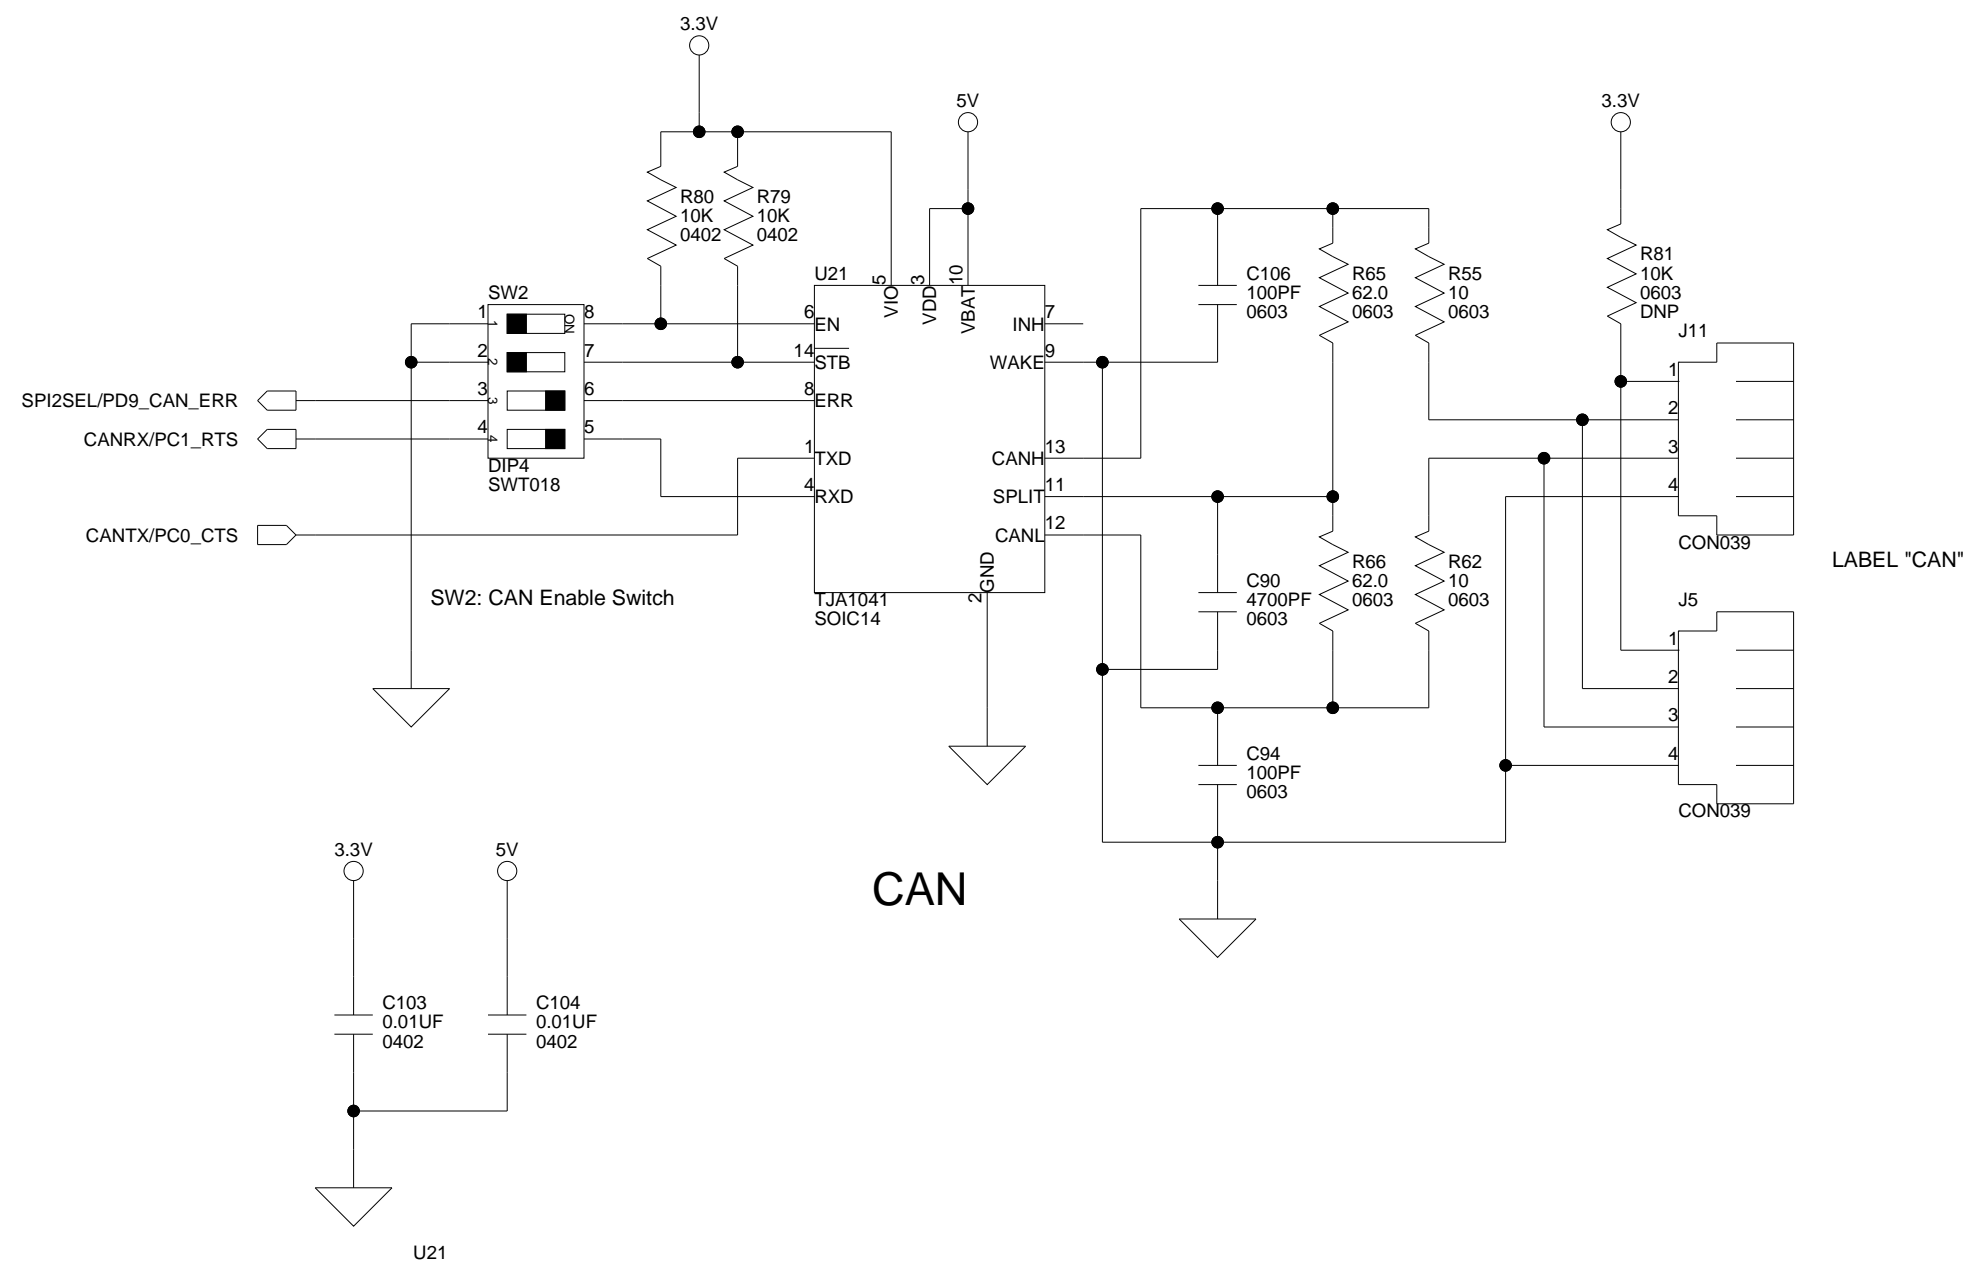 3.3V
5V
3.3V
R80
10K
0402
R79
10K
0402
U21
5
VIO
3
VDD
10
VBAT
SW2
1
2
3
4
1
2
3
4
ON
8
7
6
5
DIP4
SWT018
SPI2SEL/PD9_CAN_ERR
CANRX/PC1_RTS
CANTX/PC0_CTS
SW2: CAN Enable Switch
6
EN
14
STB
8
ERR
1
TXD
4
RXD
7
INH
9
WAKE
13
CANH
11
SPLIT
12
CANL
GND
2
TJA1041
SOIC14
C106
100PF
0603
R65
62.0
0603
R55
10
0603
R81
10K
0603
DNP
J11
1
2
3
4
CON039
LABEL "CAN"
C90
4700PF
0603
R66
62.0
0603
R62
10
0603
J5
1
2
3
4
CON039
C94
100PF
0603
CAN
3.3V
5V
C103
0.01UF
0402
C104
0.01UF
0402
U21